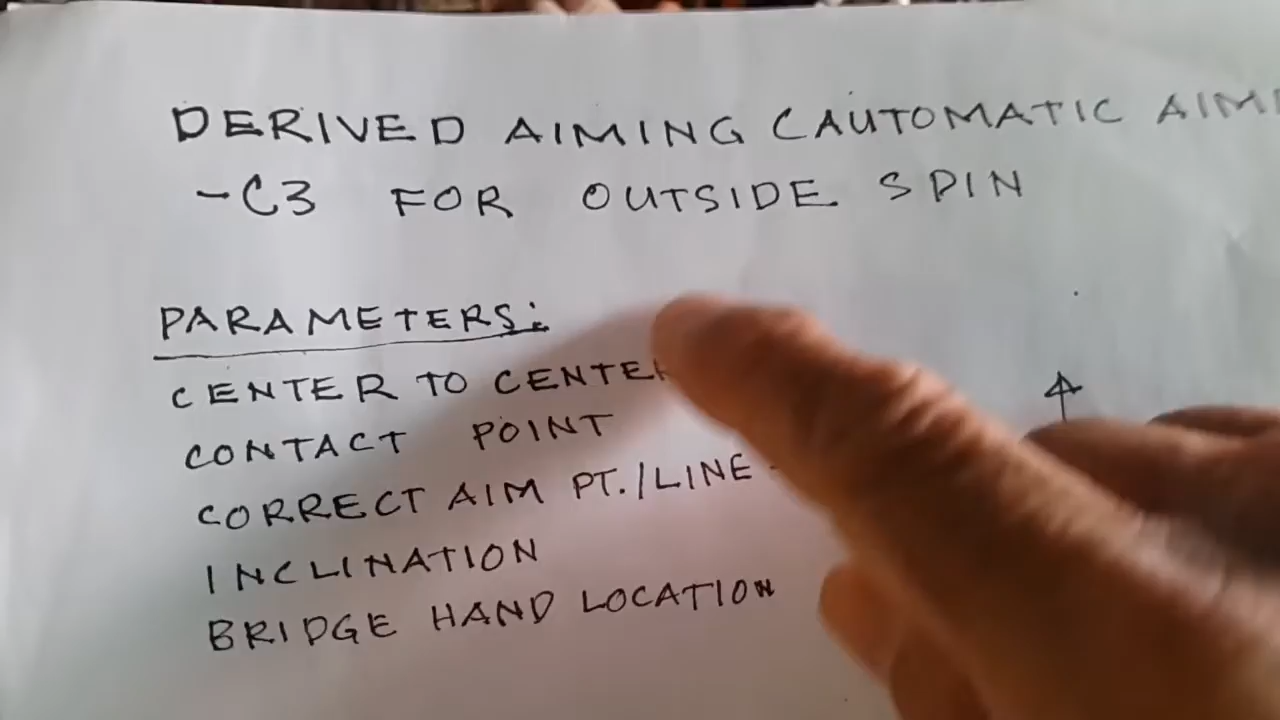 DERIVED AIMING (AUTOMATIC AIM
-C3 FOR OUTSIDE SPIN
PARAMETERS:
CENTER TO CENTER
CONTACT POINT
CORRECT AIM PT./LINE -
INCLINATION
BRIDGE HAND LOCATION